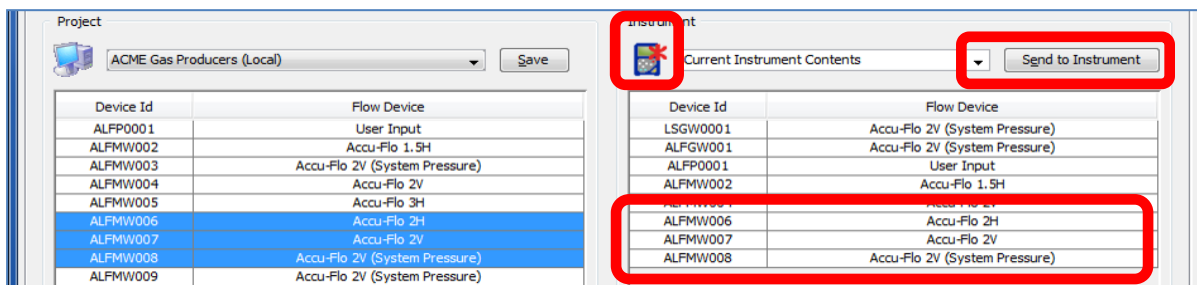 Project
ACME Gas Producers (Local)
Save
Device Id Flow Device
ALFP0001 User Input
ALFMW002 Accu-Flo 1.5H
ALFMW003 Accu-Flo 2V (System Pressure)
ALFMW004 Accu-Flo 2V
ALFMW005 Accu-Flo 3H
ALFMW006 Accu-Flo 2H
ALFMW007 Accu-Flo 2V
ALFMW008 Accu-Flo 2V (System Pressure)
ALFMW009 Accu-Flo 2V (System Pressure)
Instrument
Current Instrument Contents
Send to Instrument
Device Id Flow Device
LSGW0001 Accu-Flo 2V (System Pressure)
ALFGW001 Accu-Flo 2V (System Pressure)
ALFP0001 User Input
ALFMW002 Accu-Flo 1.5H
ALFMW006 Accu-Flo 2H
ALFMW007 Accu-Flo 2V
ALFMW008 Accu-Flo 2V (System Pressure)